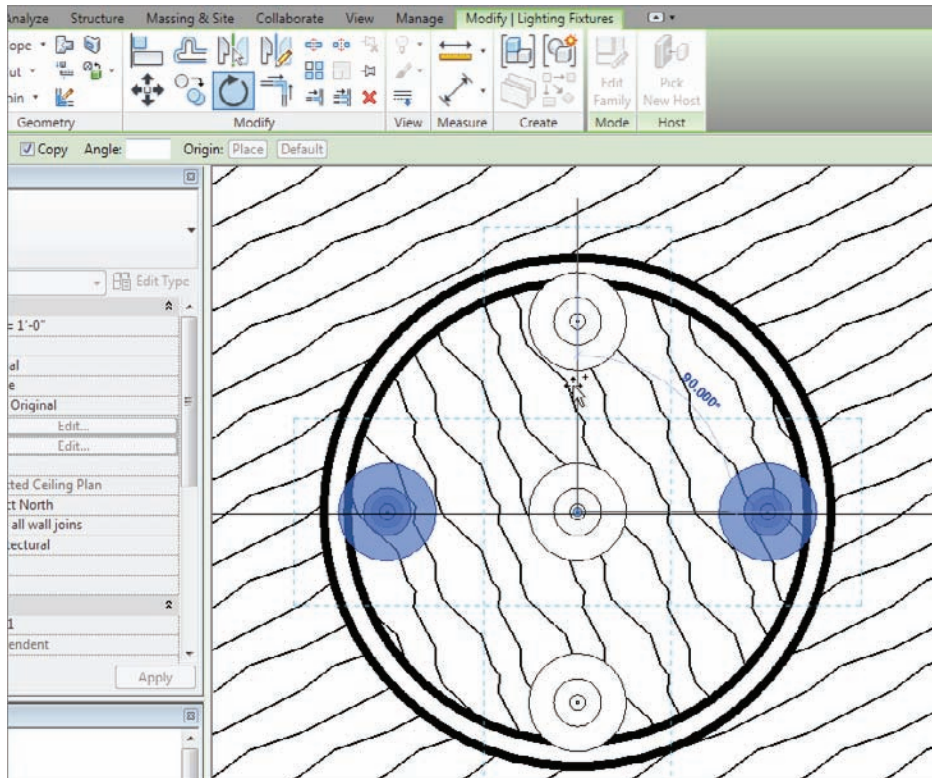 Analyze Structure Massing & Site Collaborate View Manage Modify | Lighting Fixtures
Edit Family
Pick New Host
Geometry Modify View Measure Create Mode Host
Copy Angle: Origin: Place Default
Edit Type
= 1'-0"
al
e
Original
Edit...
Edit...
cted Ceiling Plan
ct North
all wall joins
tectural
1
endent
Apply
90.000°